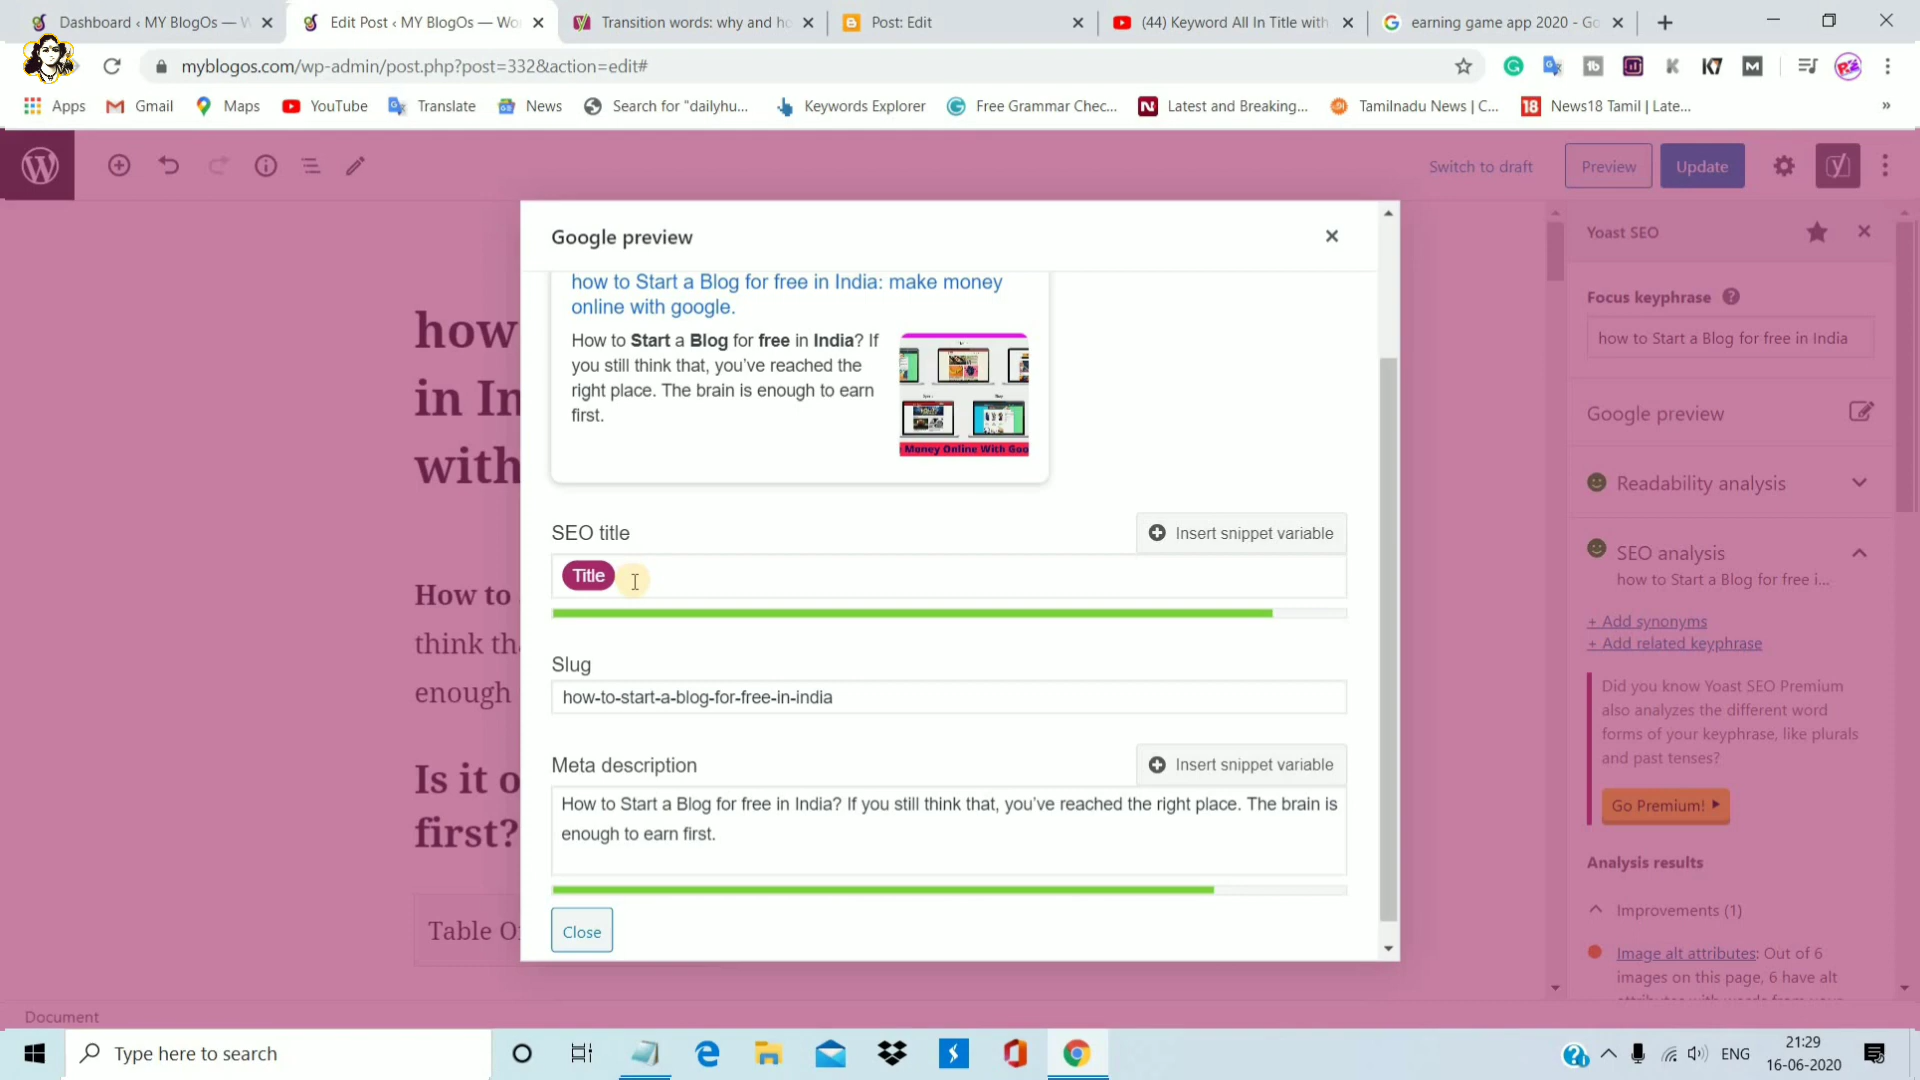 Dashboard ‹ MY BlogOs — W
Edit Post ‹ MY BlogOs — Wo
Transition words: why and ho
Post: Edit
(44) Keyword All In Title with
earning game app 2020 - Go
myblogos.com/wp-admin/post.php?post=332&action=edit#
Apps
Gmail
Maps
YouTube
Translate
News
Search for "dailyhu...
Keywords Explorer
Free Grammar Chec...
Latest and Breaking...
Tamilnadu News | C...
18
News18 Tamil | Late...
Switch to draft
Preview
Update
how
in In
with
How to
think tha
enough
Is it o
first?
Table O
Document
Google preview
how to Start a Blog for free in India: make money
online with google.
How to Start a Blog for free in India? If
you still think that, you've reached the
right place. The brain is enough to earn
first.
Money Online With Goo
SEO title
Insert snippet variable
Title
Slug
how-to-start-a-blog-for-free-in-india
Meta description
Insert snippet variable
How to Start a Blog for free in India? If you still think that, you've reached the right place. The brain is
enough to earn first.
Close
Yoast SEO
Focus keyphrase
how to Start a Blog for free in India
Google preview
Readability analysis
SEO analysis
how to Start a Blog for free i...
+ Add synonyms
+ Add related keyphrase
Did you know Yoast SEO Premium
also analyzes the different word
forms of your keyphrase, like plurals
and past tenses?
Go Premium!
Analysis results
Improvements (1)
Image alt attributes: Out of 6
images on this page, 6 have alt
attributes with words from your
Type here to search
ENG
21:29
16-06-2020